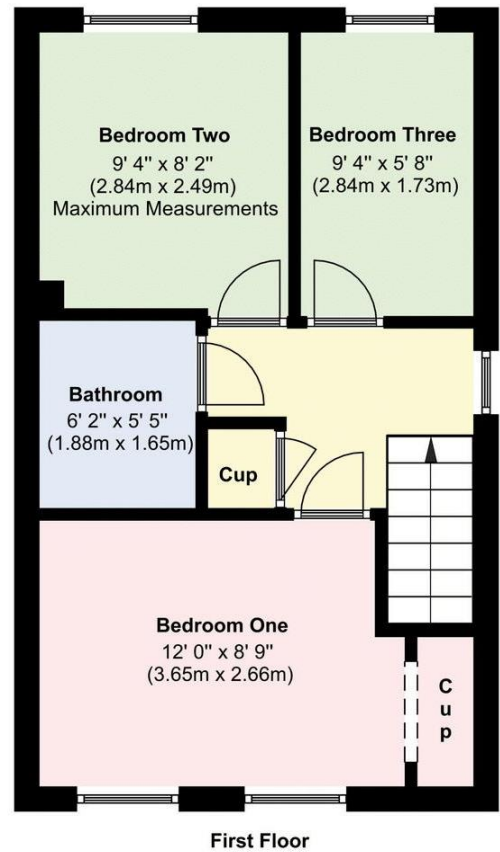 Bedroom Two
9' 4" x 8' 2"
(2.84m x 2.49m)
Maximum Measurements
Bedroom Three
9' 4" x 5' 8"
(2.84m x 1.73m)
Bathroom
6' 2" x 5' 5"
(1.88m x 1.65m)
Cup
Bedroom One
12' 0" x 8' 9"
(3.65m x 2.66m)
C
u
p
First Floor